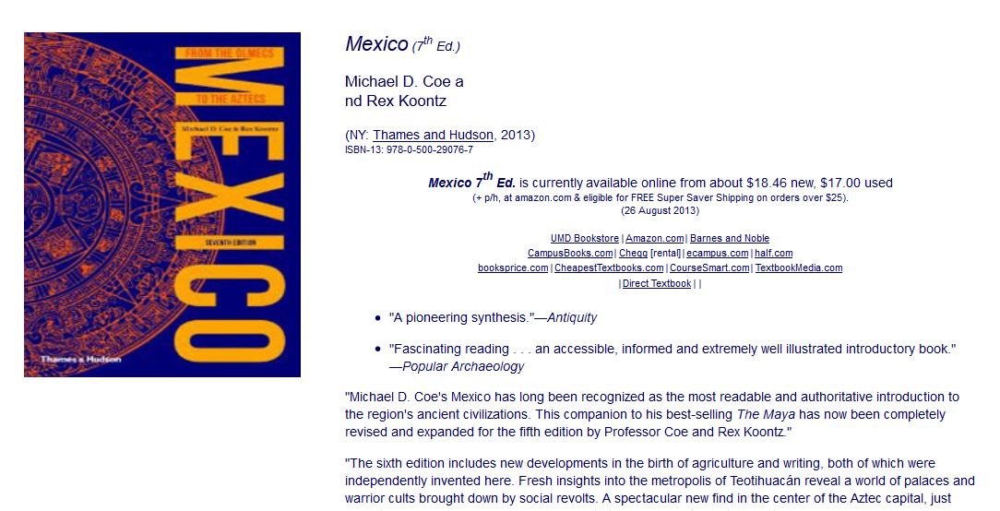 FROM THE OLMECS
TO THE AZTECS
Michael D. Coe & Rex Koontz
MEXICO
SEVENTH EDITION
Thames & Hudson
Mexico (7th Ed.)
Michael D. Coe a
nd Rex Koontz
(NY: Thames and Hudson, 2013)
ISBN-13: 978-0-500-29076-7
Mexico 7th Ed. is currently available online from about $18.46 new, $17.00 used
(+ p/h, at amazon.com & eligible for FREE Super Saver Shipping on orders over $25).
(26 August 2013)
UMD Bookstore | Amazon.com | Barnes and Noble
CampusBooks.com | Chegg [rental] | ecampus.com | half.com
booksprice.com | CheapestTextbooks.com | CourseSmart.com | TextbookMedia.com
| Direct Textbook | |
• "A pioneering synthesis."—Antiquity
• "Fascinating reading . . . an accessible, informed and extremely well illustrated introductory book."
—Popular Archaeology
"Michael D. Coe's Mexico has long been recognized as the most readable and authoritative introduction to
the region's ancient civilizations. This companion to his best-selling The Maya has now been completely
revised and expanded for the fifth edition by Professor Coe and Rex Koontz."
"The sixth edition includes new developments in the birth of agriculture and writing, both of which were
independently invented here. Fresh insights into the metropolis of Teotihuacán reveal a world of palaces and
warrior cults brought down by social revolts. A spectacular new find in the center of the Aztec capital, just